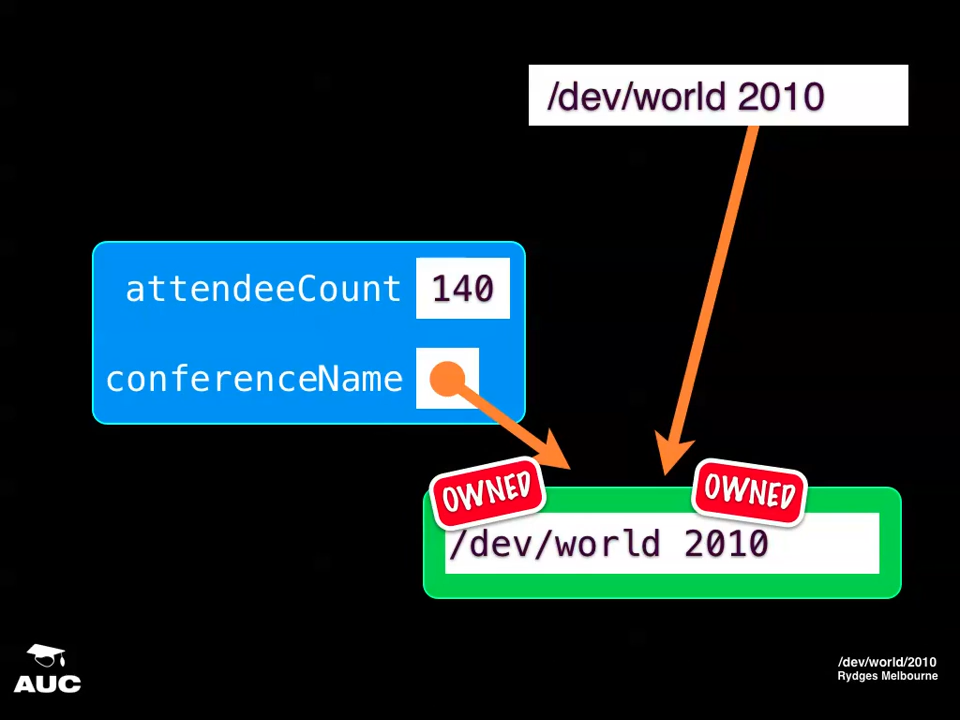 /dev/world 2010
attendeeCount 140
conferenceName
OWNED OWNED
/dev/world 2010
AUC
/dev/world/2010
Rydges Melbourne